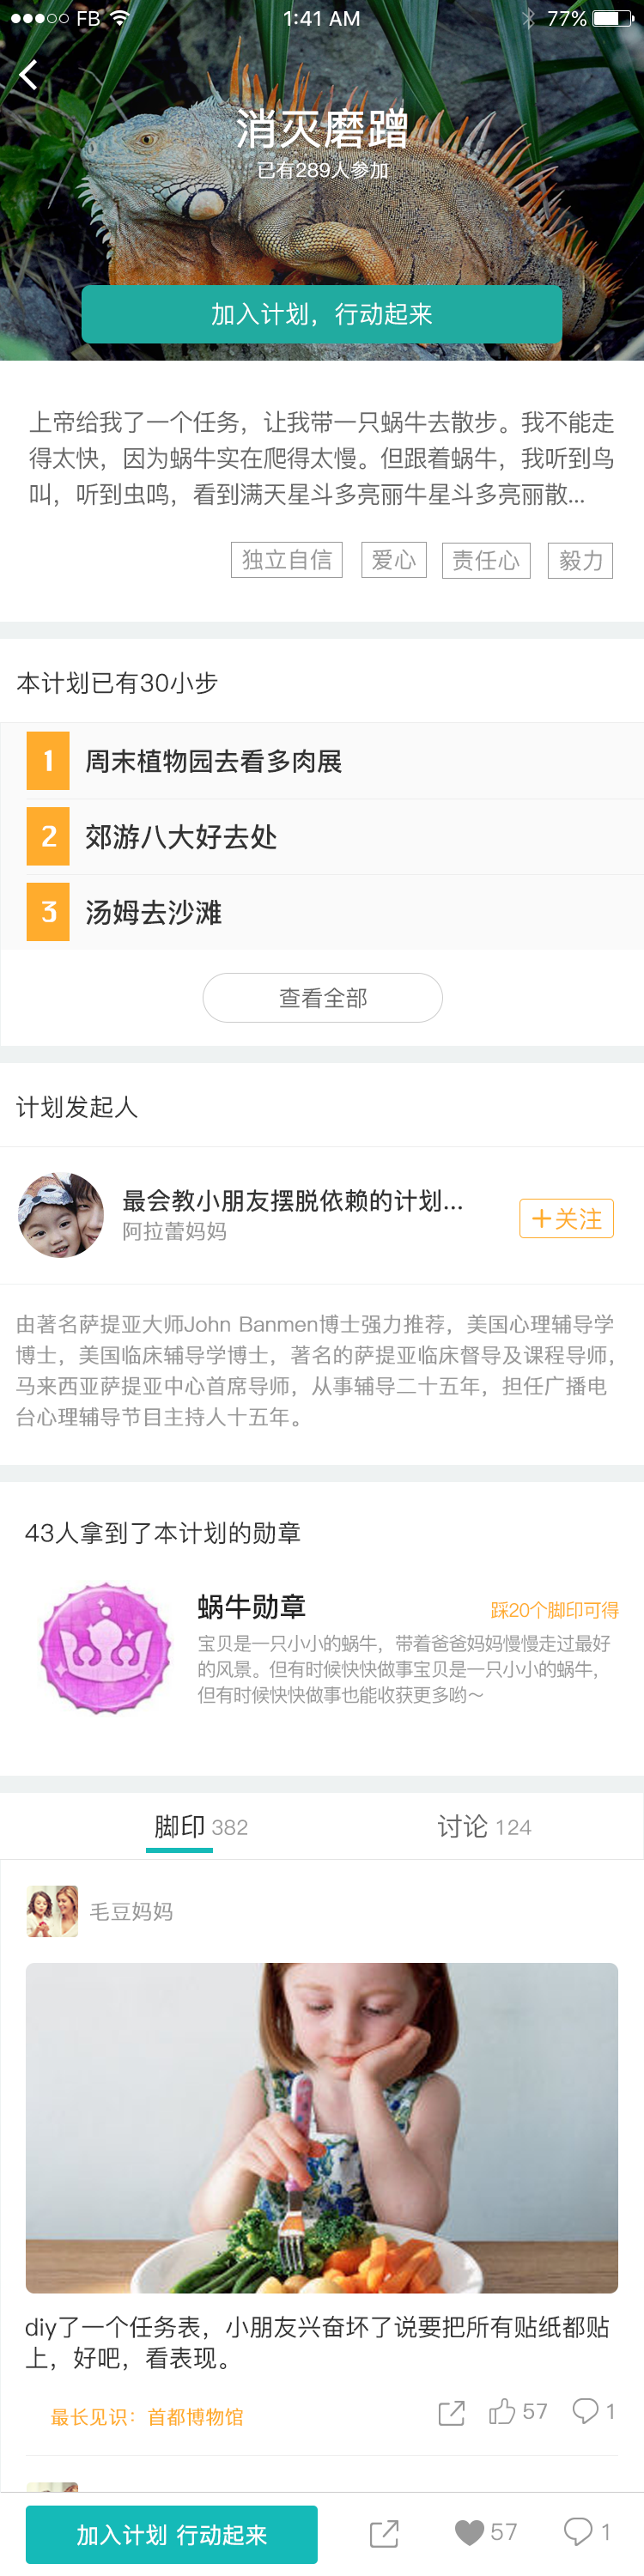 FB 1:41 AM 77%
消灭磨蹭
已有289人参加
加入计划，行动起来
上帝给我了一个任务，让我带一只蜗牛去散步。我不能走
得太快，因为蜗牛实在爬得太慢。但跟着蜗牛，我听到鸟
叫，听到虫鸣，看到满天星斗多亮丽牛星斗多亮丽散...
独立自信 爱心 责任心 毅力
本计划已有30小步
1 周末植物园去看多肉展
2 郊游八大好去处
3 汤姆去沙滩
查看全部
计划发起人
最会教小朋友摆脱依赖的计划...
阿拉蕾妈妈
＋关注
由著名萨提亚大师John Banmen博士强力推荐，美国心理辅导学
博士，美国临床辅导学博士，著名的萨提亚临床督导及课程导师，
马来西亚萨提亚中心首席导师，从事辅导二十五年，担任广播电
台心理辅导节目主持人十五年。
43人拿到了本计划的勋章
蜗牛勋章 踩20个脚印可得
宝贝是一只小小的蜗牛，带着爸爸妈妈慢慢走过最好
的风景。但有时候快快做事宝贝是一只小小的蜗牛，
但有时候快快做事也能收获更多哟～
脚印 382 讨论 124
毛豆妈妈
diy了一个任务表，小朋友兴奋坏了说要把所有贴纸都贴
上，好吧，看表现。
最长见识：首都博物馆 57 1
加入计划 行动起来 57 1